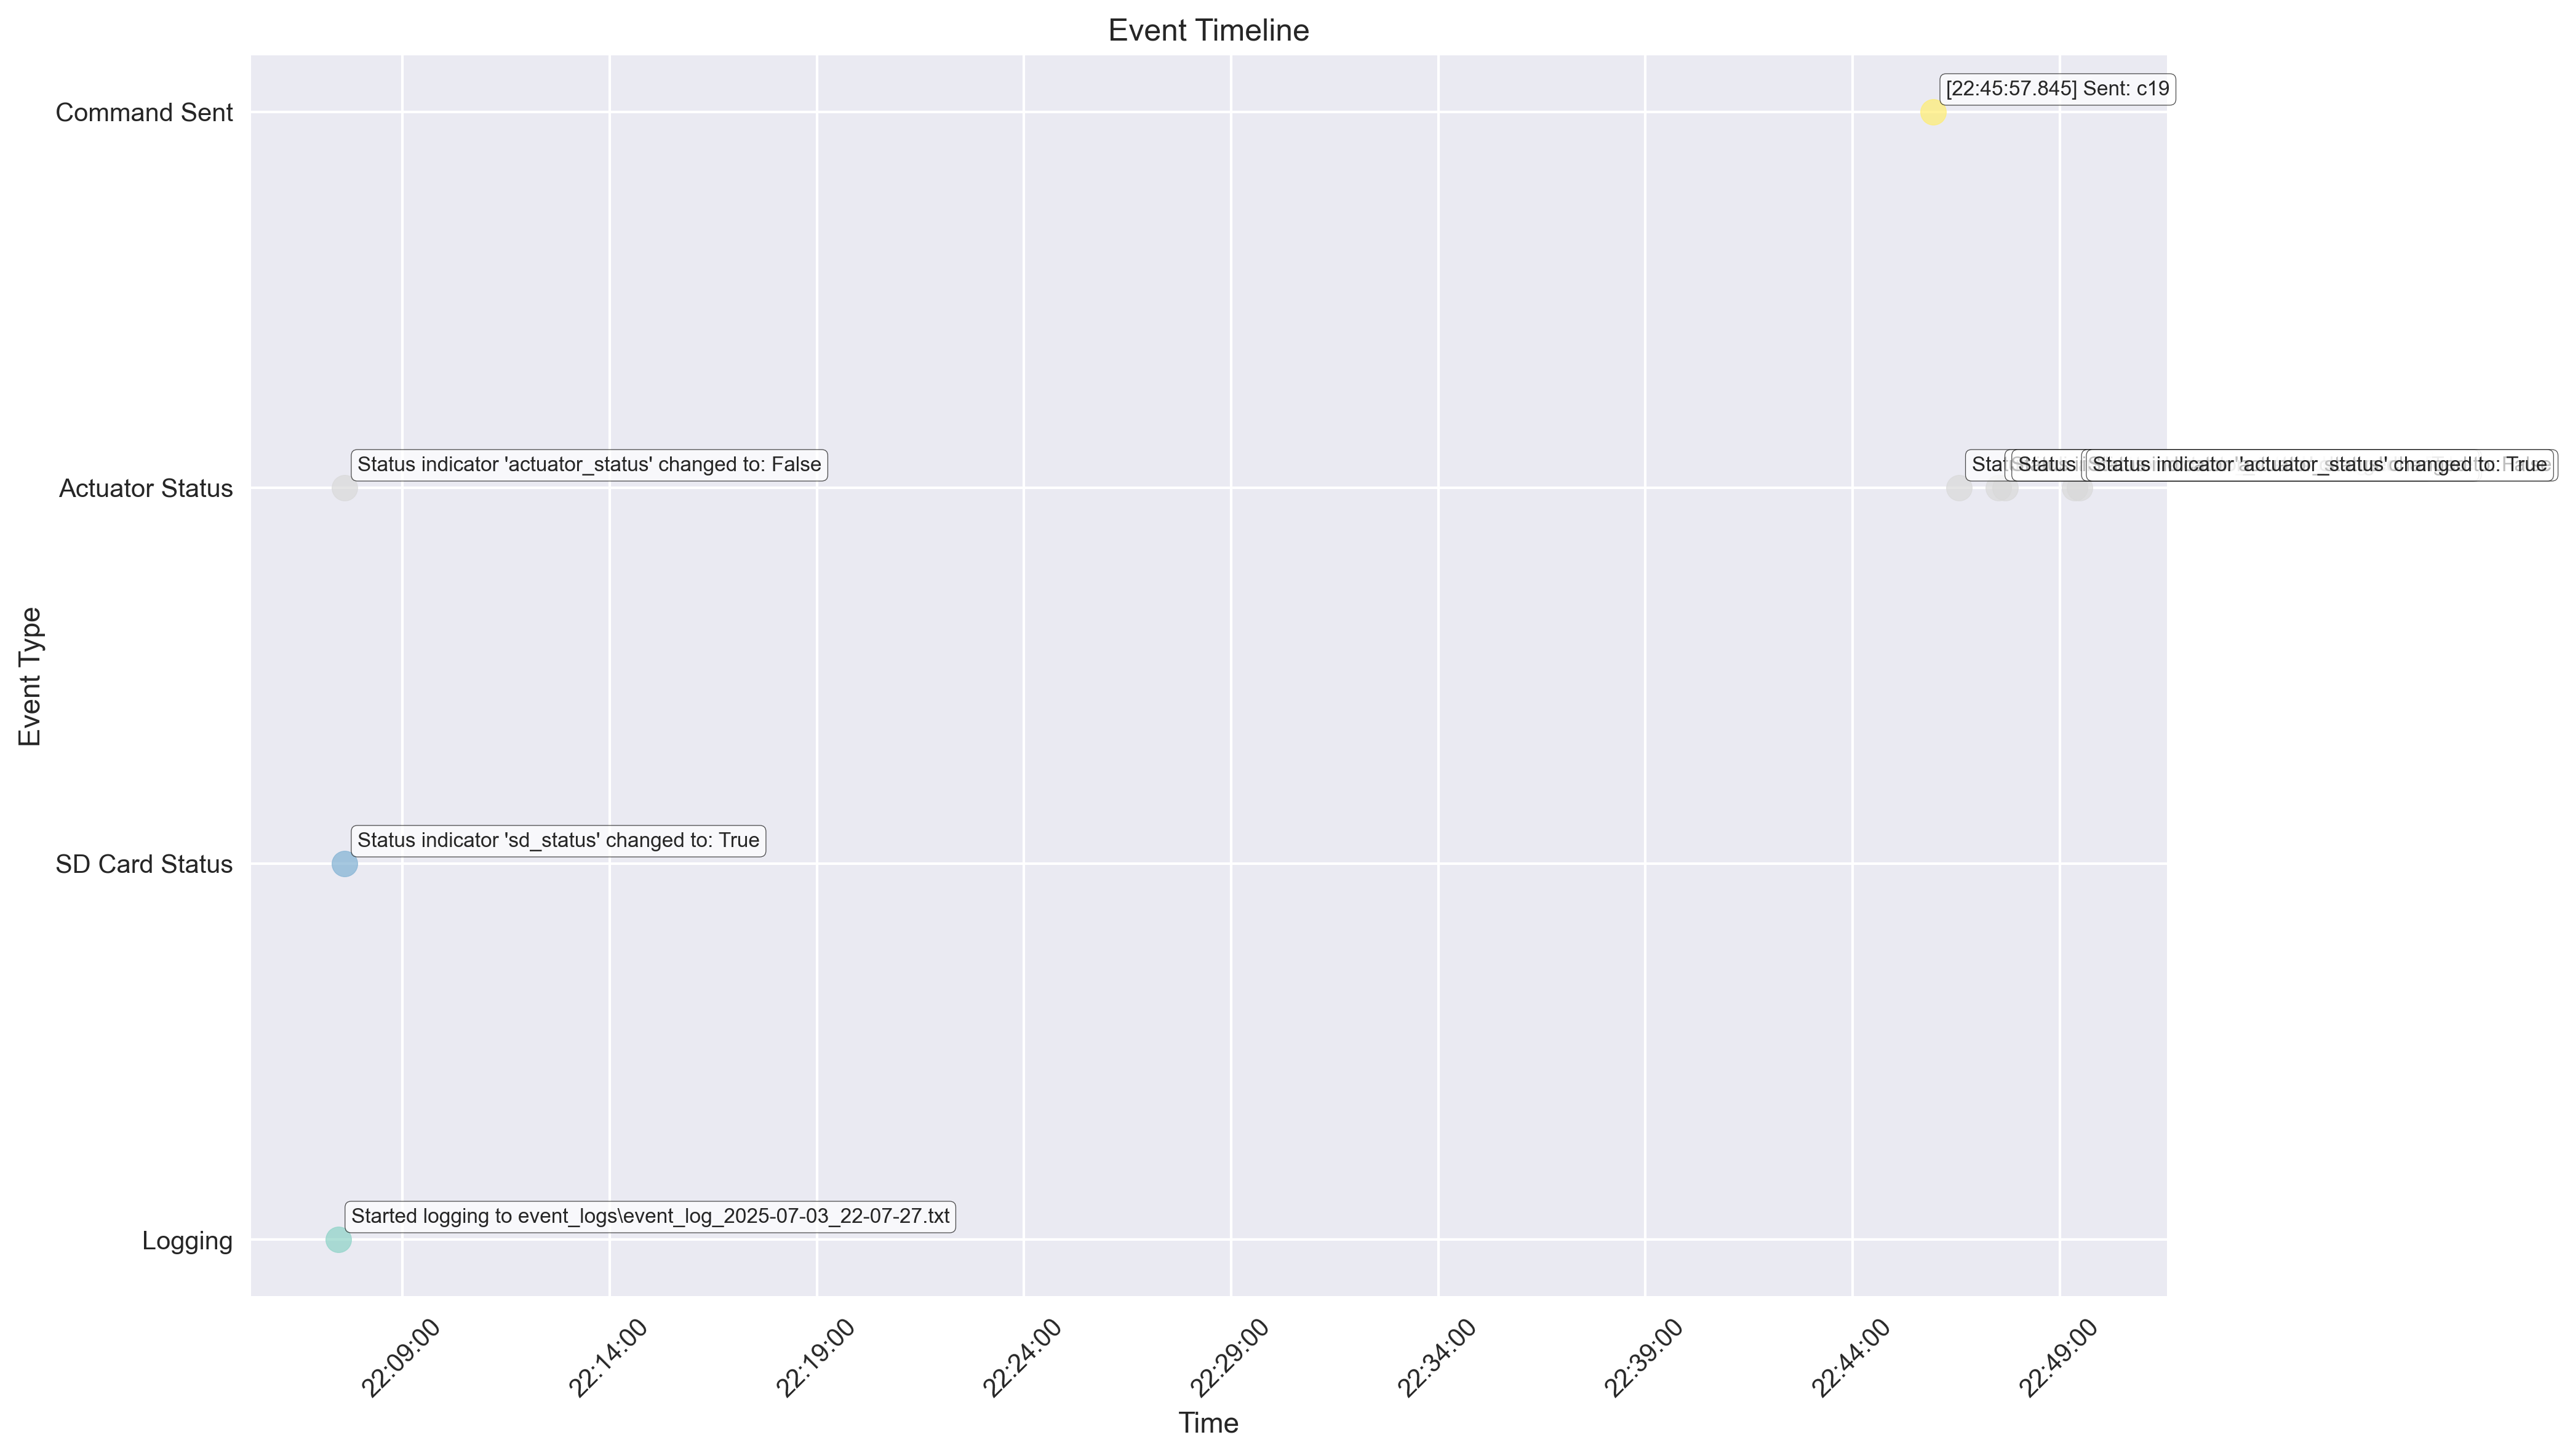 Event Timeline
Command Sent
[22:45:57.845] Sent: c19
Actuator Status
Status indicator 'actuator_status' changed to: False
Stat
Status i
Status indicator 'actuator_status' changed to: True
SD Card Status
Status indicator 'sd_status' changed to: True
Logging
Started logging to event_logs\event_log_2025-07-03_22-07-27.txt
Event Type
22:09:00
22:14:00
22:19:00
22:24:00
22:29:00
22:34:00
22:39:00
22:44:00
22:49:00
Time